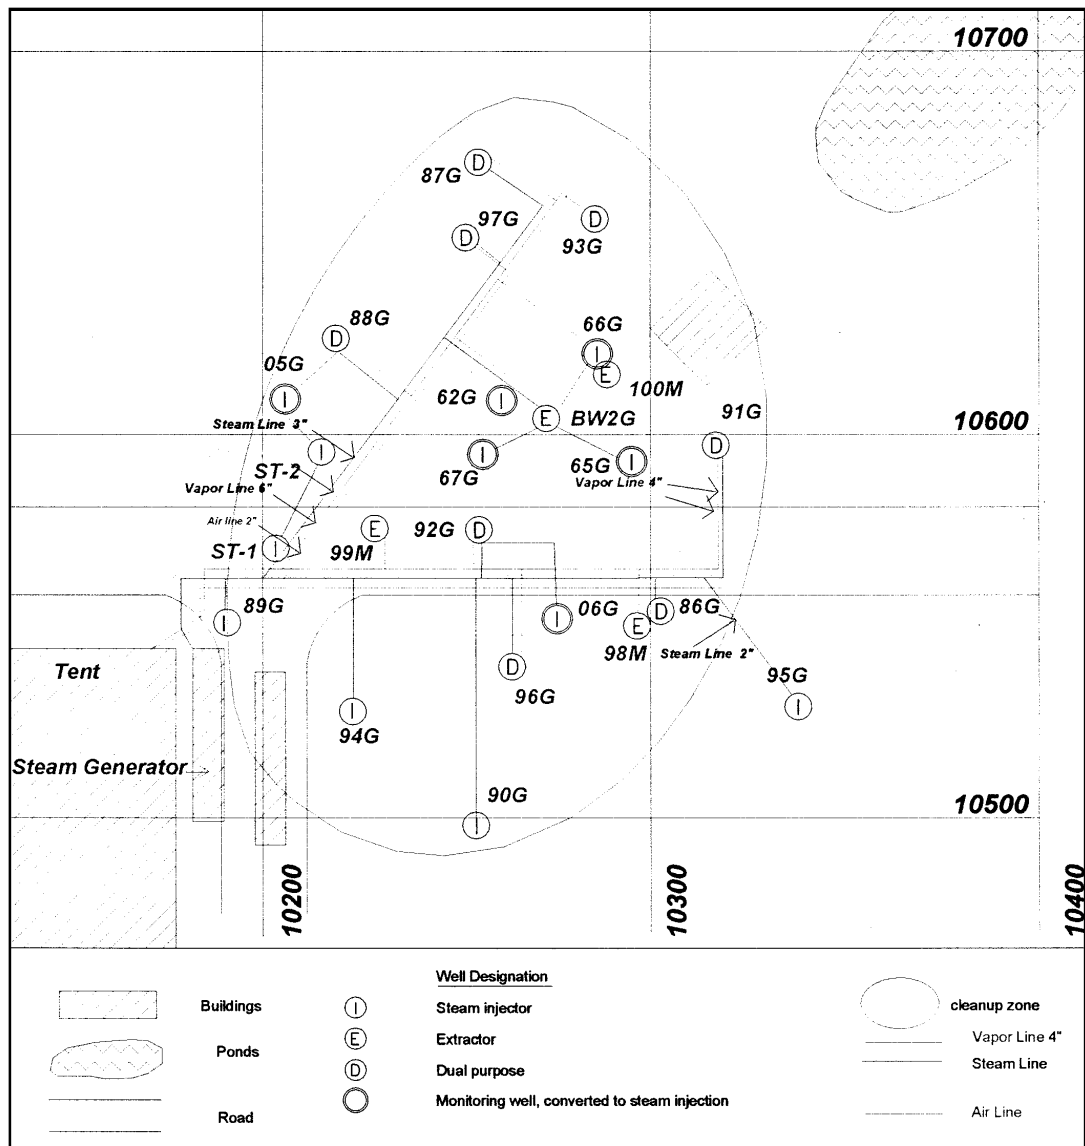 10700
87G
D
97G
D
D
93G
88G
D
66G
I
E
05G
I
62G
I
100M
91G
E
BW2G
Steam Line 3"
I
D
I
67G
65G
I
ST-2
Vapor Line 4"
10600
Vapor Line 6"
Air line 2"
E
92G
D
ST-1
I
99M
89G
I
I
06G
D
86G
E
98M
Steam Line 2"
Tent
D
96G
95G
I
I
94G
Steam Generator
90G
I
10500
10200
10300
10400
Well Designation
Buildings
I
Steam injector
cleanup zone
E
Extractor
Vapor Line 4"
Ponds
Steam Line
D
Dual purpose
Monitoring well, converted to steam injection
Road
Air Line